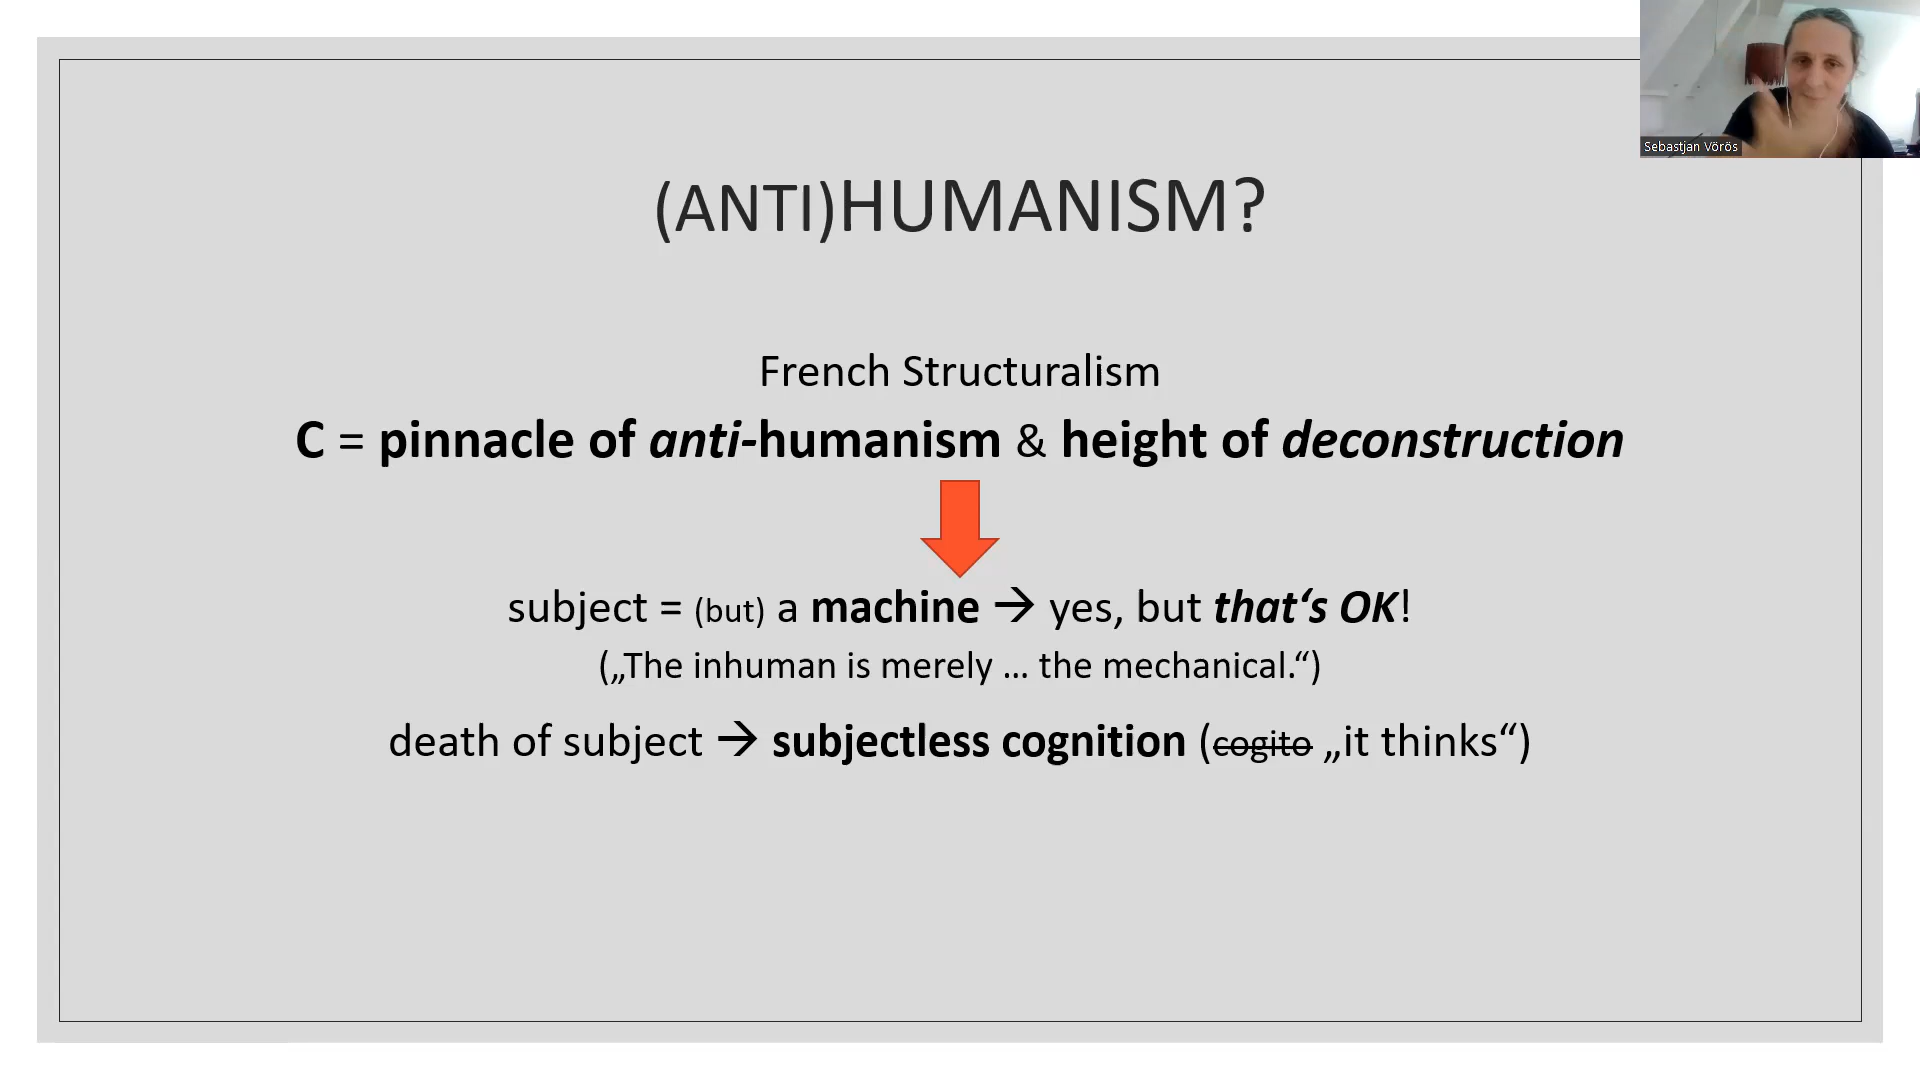 Sebastjan Vörös
(ANTI)HUMANISM?
French Structuralism
C = pinnacle of anti-humanism & height of deconstruction
subject = (but) a machine → yes, but that‘s OK!
(„The inhuman is merely … the mechanical.“)
death of subject → subjectless cognition (cogito „it thinks“)